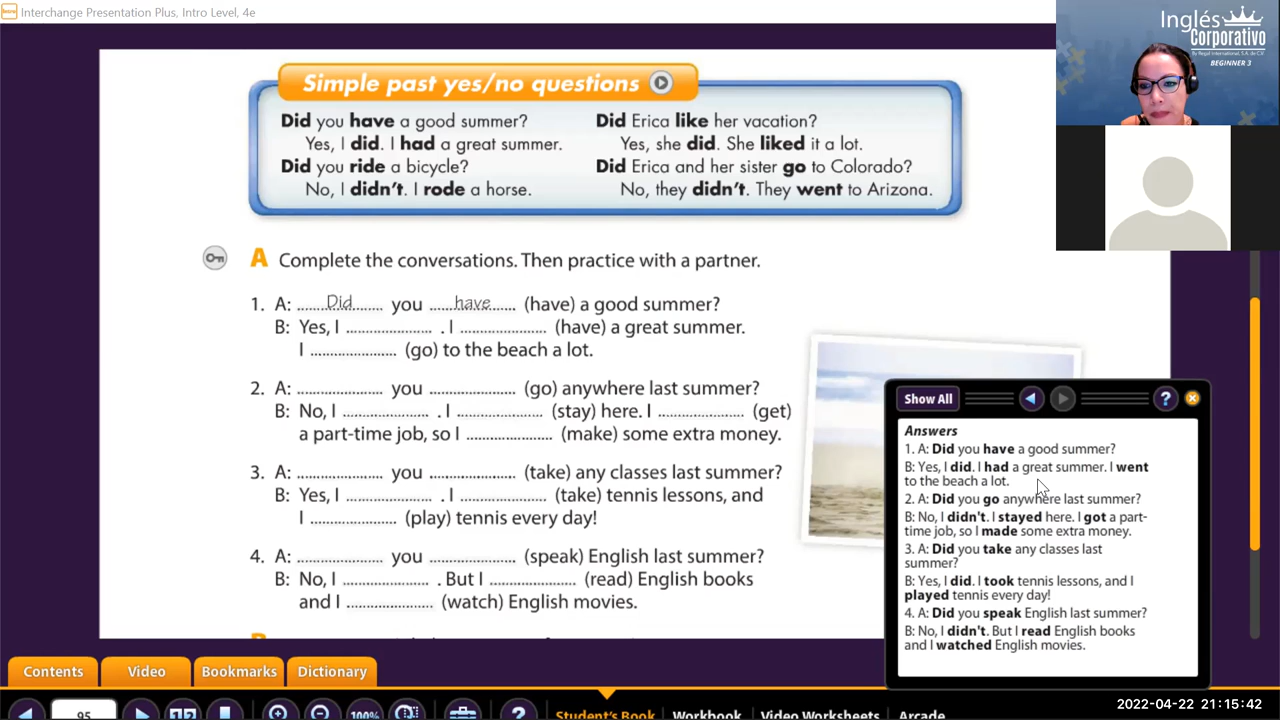 Interchange Presentation Plus, Intro Level, 4e
Inglés
Corporativo
By Regal International, S.A. de C.V.
BEGINNER 3
Simple past yes/no questions
Did you have a good summer?
Yes, I did. I had a great summer.
Did you ride a bicycle?
No, I didn't. I rode a horse.
Did Erica like her vacation?
Yes, she did. She liked it a lot.
Did Erica and her sister go to Colorado?
No, they didn't. They went to Arizona.
A Complete the conversations. Then practice with a partner.
1. A: ....Did.... you ....have.... (have) a good summer?
B: Yes, I ...................... . I ...................... (have) a great summer.
I ...................... (go) to the beach a lot.
2. A: ...................... you ...................... (go) anywhere last summer?
B: No, I ...................... . I ...................... (stay) here. I ...................... (get)
a part-time job, so I ...................... (make) some extra money.
3. A: ...................... you ...................... (take) any classes last summer?
B: Yes, I ...................... . I ...................... (take) tennis lessons, and
I ...................... (play) tennis every day!
4. A: ...................... you ...................... (speak) English last summer?
B: No, I ...................... . But I ...................... (read) English books
and I ...................... (watch) English movies.
Show All
?
Answers
1. A: Did you have a good summer?
B: Yes, I did. I had a great summer. I went
to the beach a lot.
2. A: Did you go anywhere last summer?
B: No, I didn't. I stayed here. I got a part-
time job, so I made some extra money.
3. A: Did you take any classes last
summer?
B: Yes, I did. I took tennis lessons, and I
played tennis every day!
4. A: Did you speak English last summer?
B: No, I didn't. But I read English books
and I watched English movies.
Contents
Video
Bookmarks
Dictionary
95
100%
?
Student's Book
Workbook
Video Worksheets
Arcade
2022-04-22 21:15:42